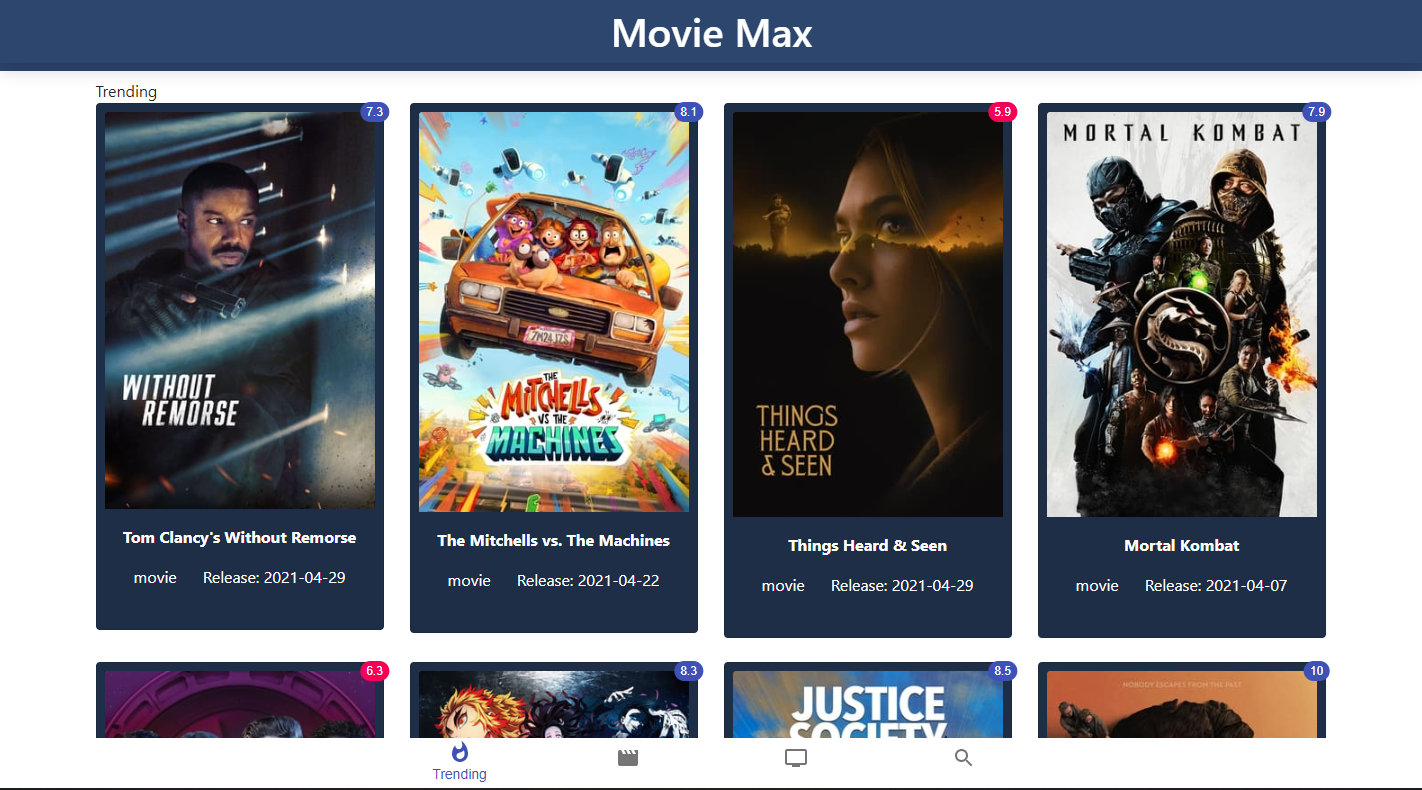 Movie Max
Trending
7.3
8.1
5.9
7.9
WITHOUT
REMORSE
7M24 IZS
THE
MITCHELLS
VS THE
MACHINES
THINGS
HEARD
& SEEN
MORTAL KOMBAT
Tom Clancy's Without Remorse
movie Release: 2021-04-29
The Mitchells vs. The Machines
movie Release: 2021-04-22
Things Heard & Seen
movie Release: 2021-04-29
Mortal Kombat
movie Release: 2021-04-07
6.3
8.3
8.5
10
JUSTICE
SOCIETY
NOBODY ESCAPES FROM THE PAST
Trending